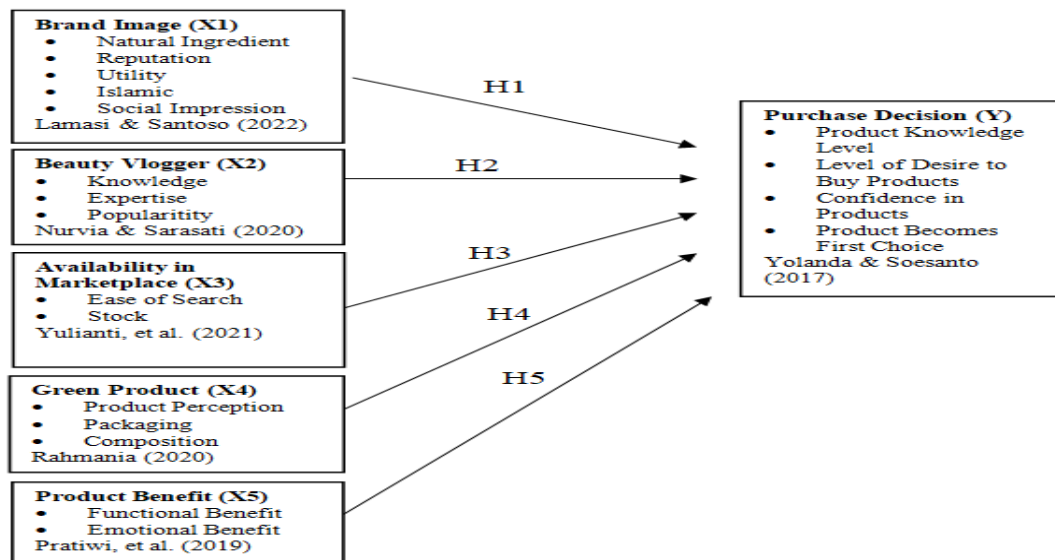 Brand Image (X1)
• Natural Ingredient
• Reputation
• Utility
• Islamic
• Social Impression
Lamasi & Santoso (2022)
Beauty Vlogger (X2)
• Knowledge
• Expertise
• Popularitity
Nurvia & Sarasati (2020)
Availability in
Marketplace (X3)
• Ease of Search
• Stock
Yulianti, et al. (2021)
Green Product (X4)
• Product Perception
• Packaging
• Composition
Rahmania (2020)
Product Benefit (X5)
• Functional Benefit
• Emotional Benefit
Pratiwi, et al. (2019)
H1
H2
H3
H4
H5
Purchase Decision (Y)
• Product Knowledge
Level
• Level of Desire to
Buy Products
• Confidence in
Products
• Product Becomes
First Choice
Yolanda & Soesanto
(2017)